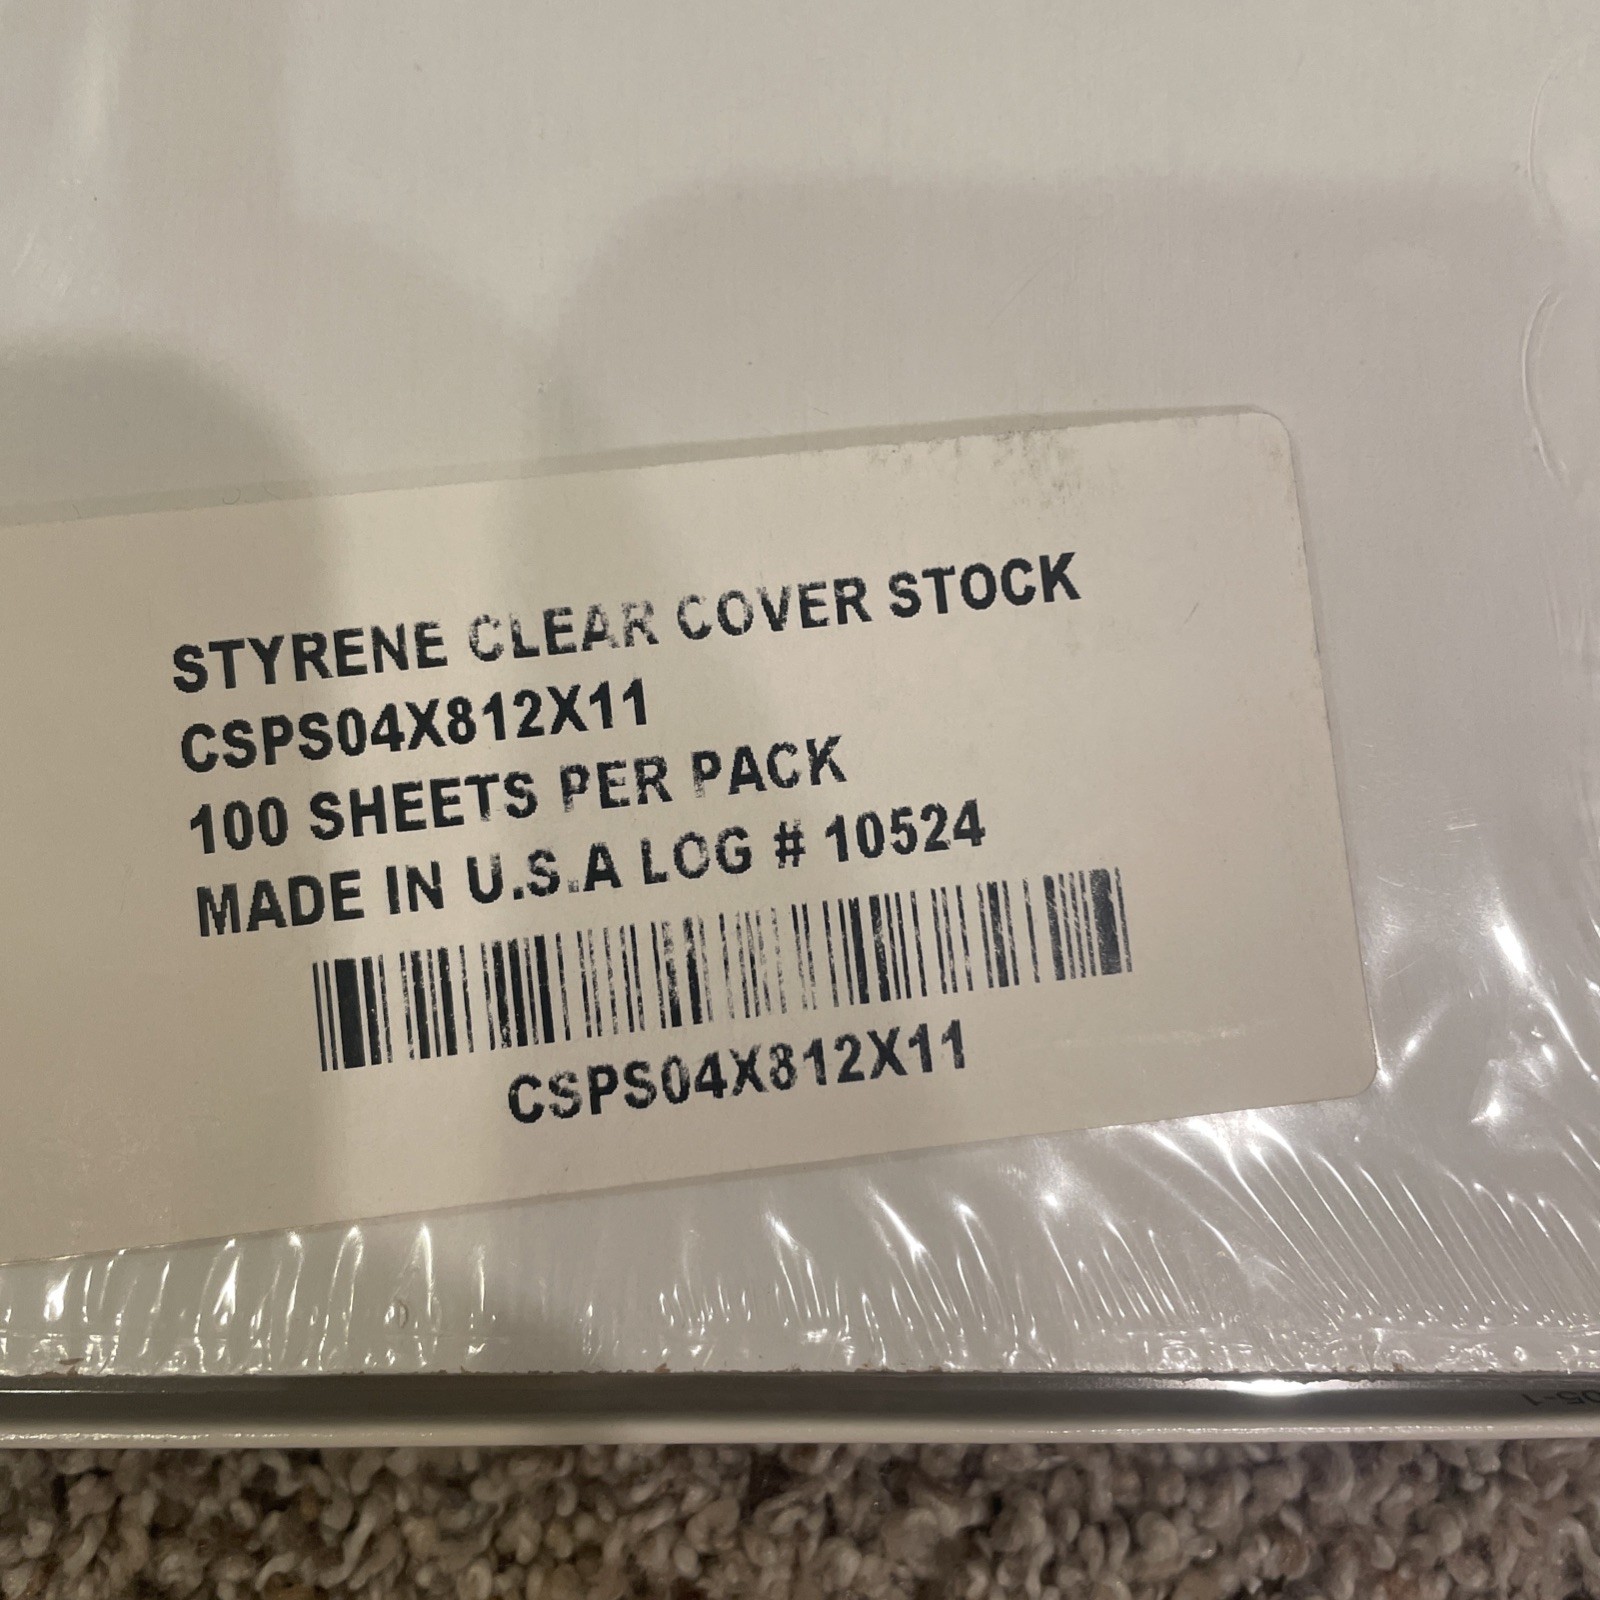 STYRENE CLEAR COVER STOCK
CSPS04X812X11
100 SHEETS PER PACK
MADE IN U.S.A LOG # 10524
CSPS04X812X11